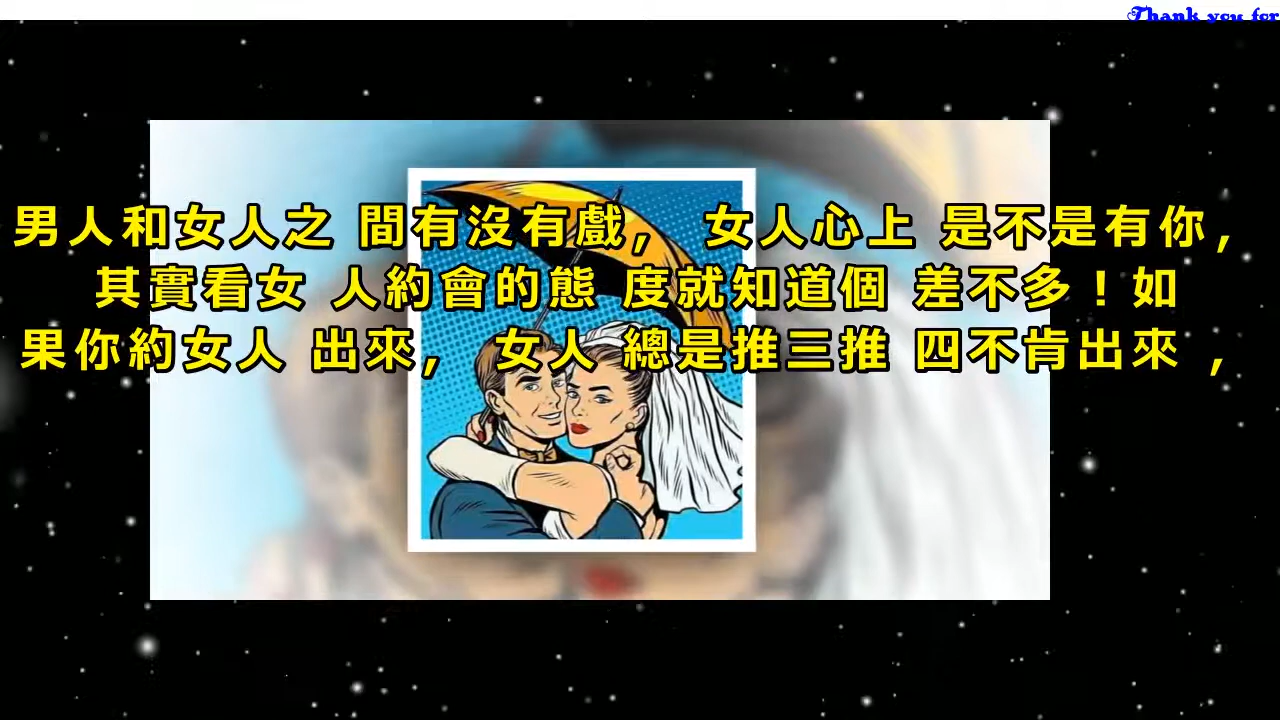 Thank you for
男人和女人之 間有沒有戲， 女人心上 是不是有你，
其實看女 人約會的態 度就知道個 差不多！如
果你約女人 出來， 女人 總是推三推 四不肯出來 ，